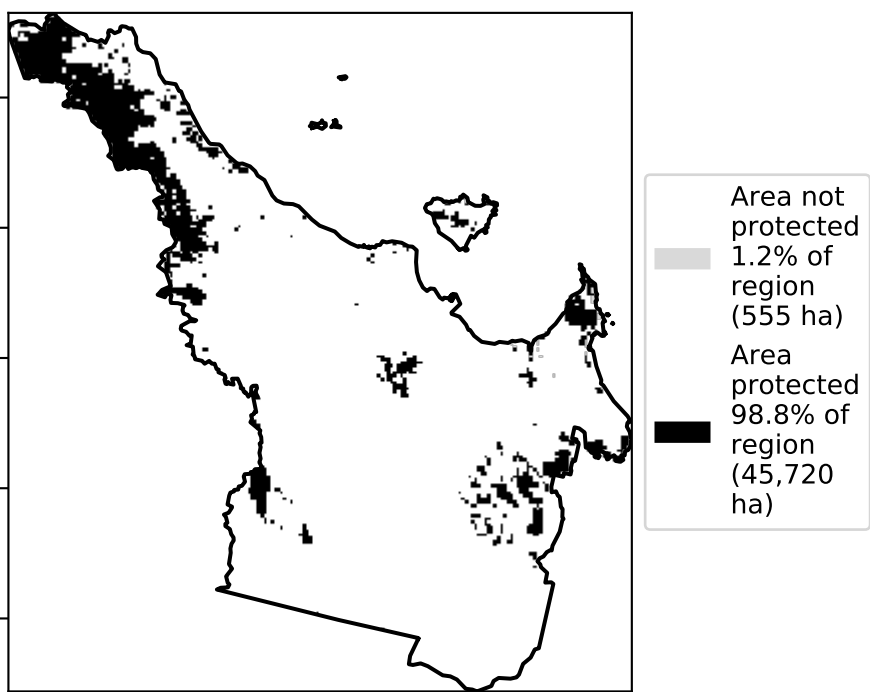 Area not
protected
1.2% of
region
(555 ha)
Area
protected
98.8% of
region
(45,720
ha)